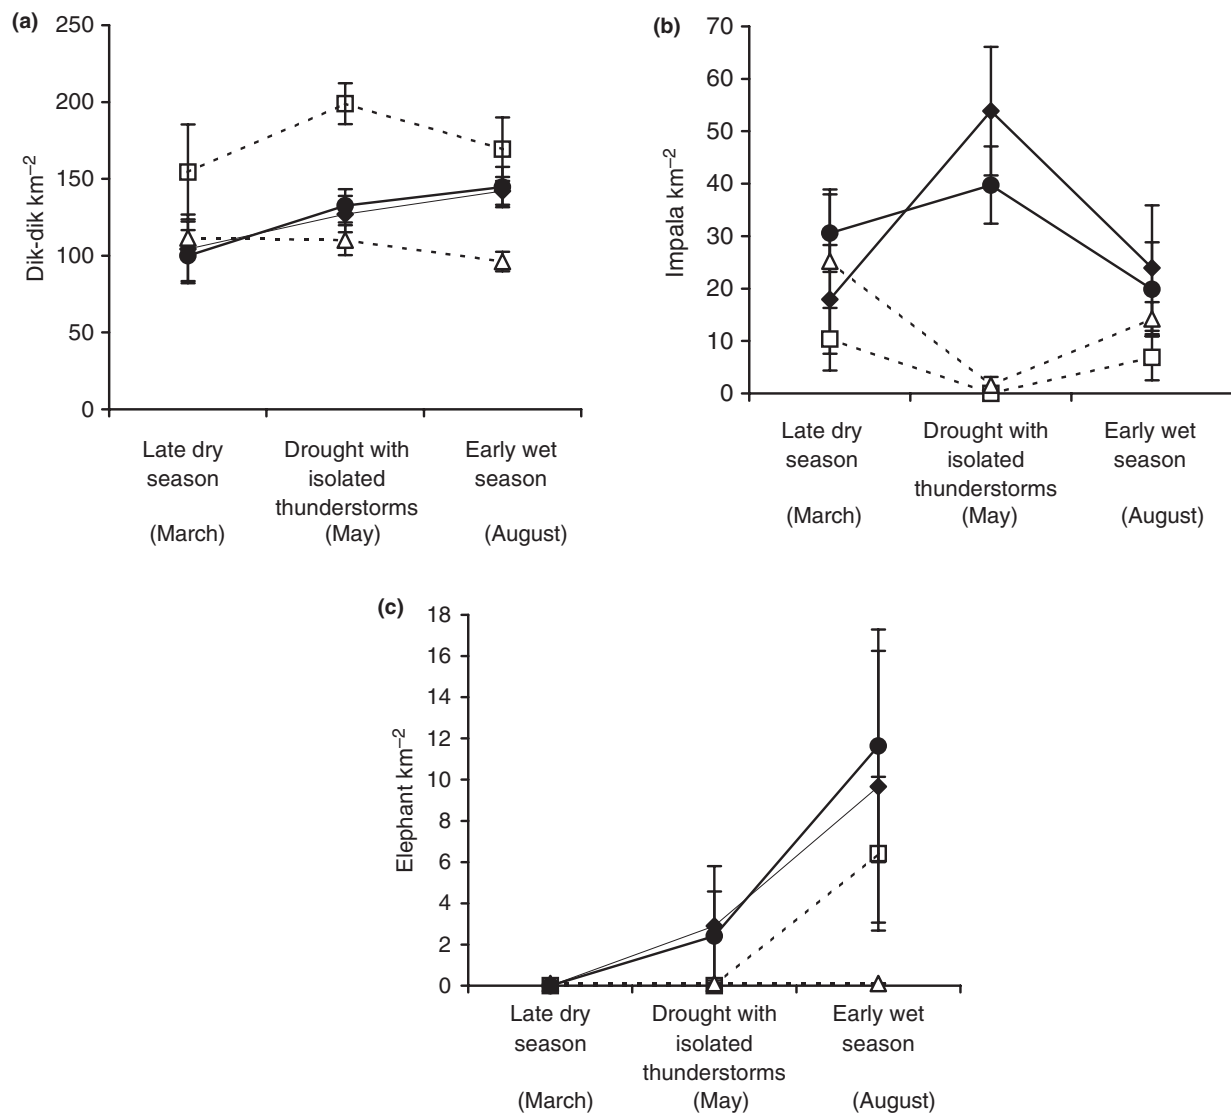 (a)
250
200
150
100
50
0
Dik-dik km⁻²
Late dry season
(March)
Drought with isolated thunderstorms
(May)
Early wet season
(August)
(b)
70
60
50
40
30
20
10
0
Impala km⁻²
Late dry season
(March)
Drought with isolated thunderstorms
(May)
Early wet season
(August)
(c)
18
16
14
12
10
8
6
4
2
0
Elephant km⁻²
Late dry season
(March)
Drought with isolated thunderstorms
(May)
Early wet season
(August)